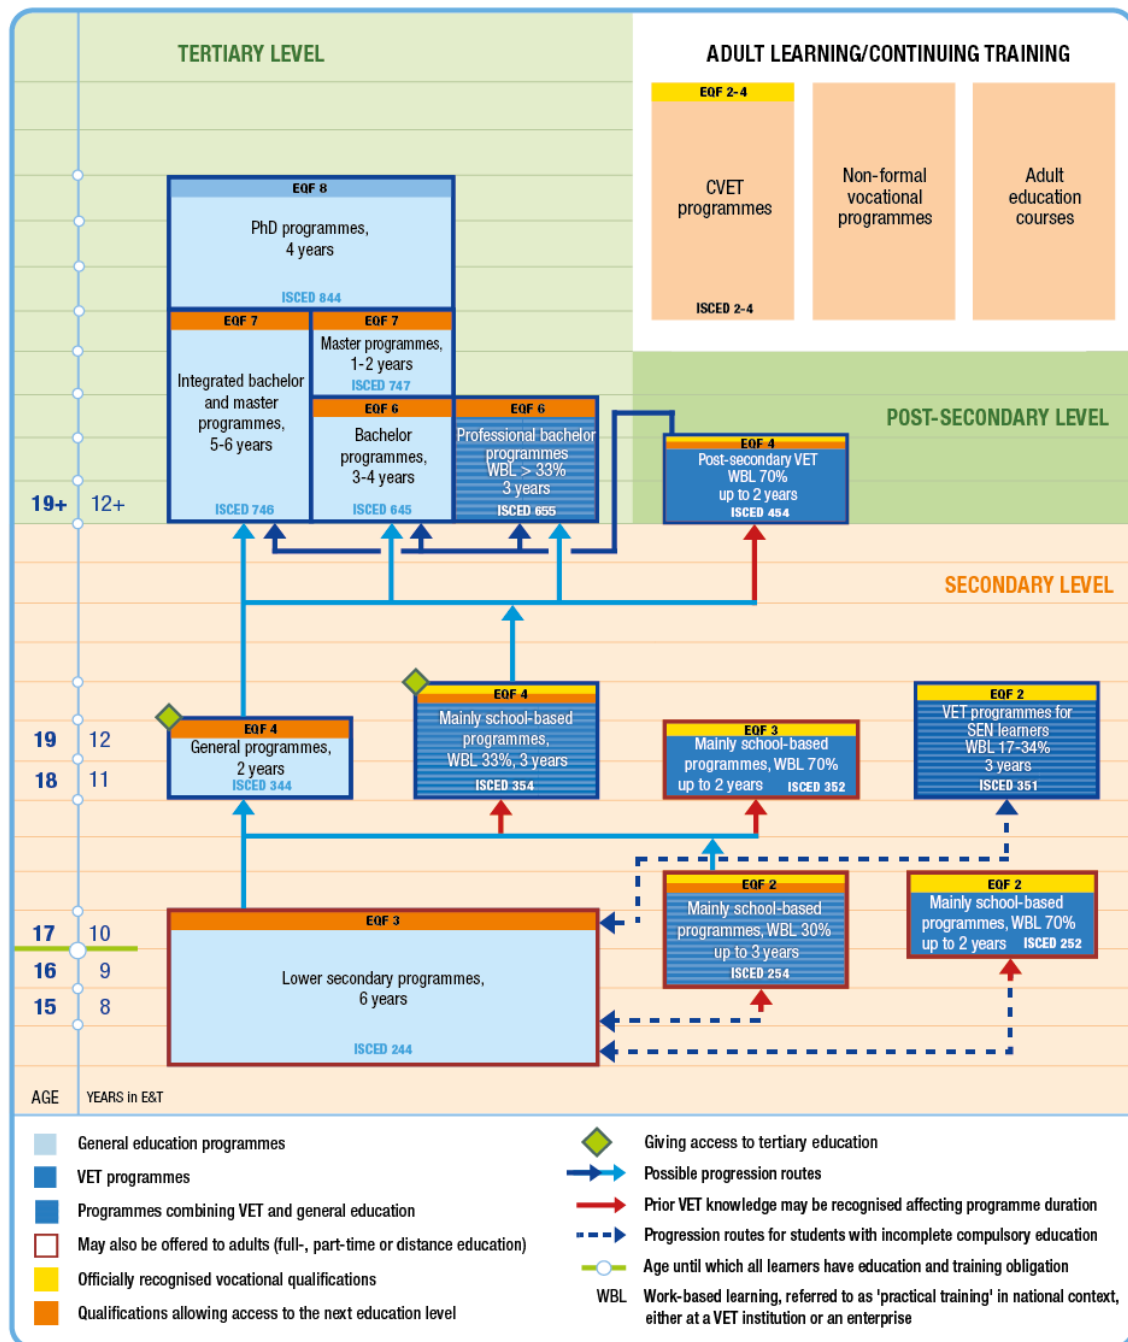 TERTIARY LEVEL
ADULT LEARNING/CONTINUING TRAINING
EQF 2-4
CVET
programmes
ISCED 2-4
Non-formal
vocational
programmes
Adult
education
courses
EQF 8
PhD programmes,
4 years
ISCED 844
EQF 7
Integrated bachelor
and master
programmes,
5-6 years
ISCED 746
EQF 7
Master programmes,
1-2 years
ISCED 747
EQF 6
Bachelor
programmes,
3-4 years
ISCED 645
EQF 6
Professional bachelor
programmes
WBL > 33%
3 years
ISCED 655
POST-SECONDARY LEVEL
EQF 4
Post-secondary VET
WBL 70%
up to 2 years
ISCED 454
19+ 12+
SECONDARY LEVEL
EQF 4
General programmes,
2 years
ISCED 344
EQF 4
Mainly school-based
programmes,
WBL 33%, 3 years
ISCED 354
EQF 3
Mainly school-based
programmes, WBL 70%
up to 2 years ISCED 352
EQF 2
VET programmes for
SEN learners
WBL 17-34%
3 years
ISCED 351
19 12
18 11
EQF 3
Lower secondary programmes,
6 years
ISCED 244
EQF 2
Mainly school-based
programmes, WBL 30%
up to 3 years
ISCED 254
EQF 2
Mainly school-based
programmes, WBL 70%
up to 2 years ISCED 252
17 10
16 9
15 8
AGE YEARS in E&T
General education programmes
VET programmes
Programmes combining VET and general education
May also be offered to adults (full-, part-time or distance education)
Officially recognised vocational qualifications
Qualifications allowing access to the next education level
Giving access to tertiary education
Possible progression routes
Prior VET knowledge may be recognised affecting programme duration
Progression routes for students with incomplete compulsory education
Age until which all learners have education and training obligation
WBL Work-based learning, referred to as 'practical training' in national context,
either at a VET institution or an enterprise